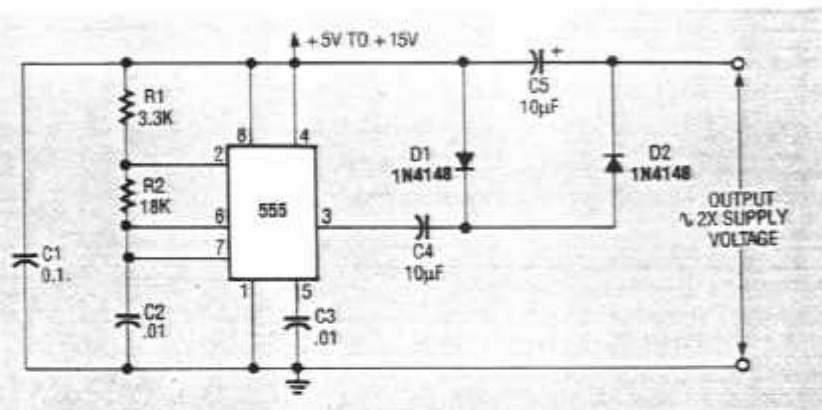 +5V TO +15V
R1
3.3K
C5
10µF
+
8
4
2
D1
1N4148
D2
1N4148
R2
18K
555
6
3
7
C4
10µF
OUTPUT
∿ 2X SUPPLY
VOLTAGE
C1
0.1.
1
5
C2
.01
C3
.01